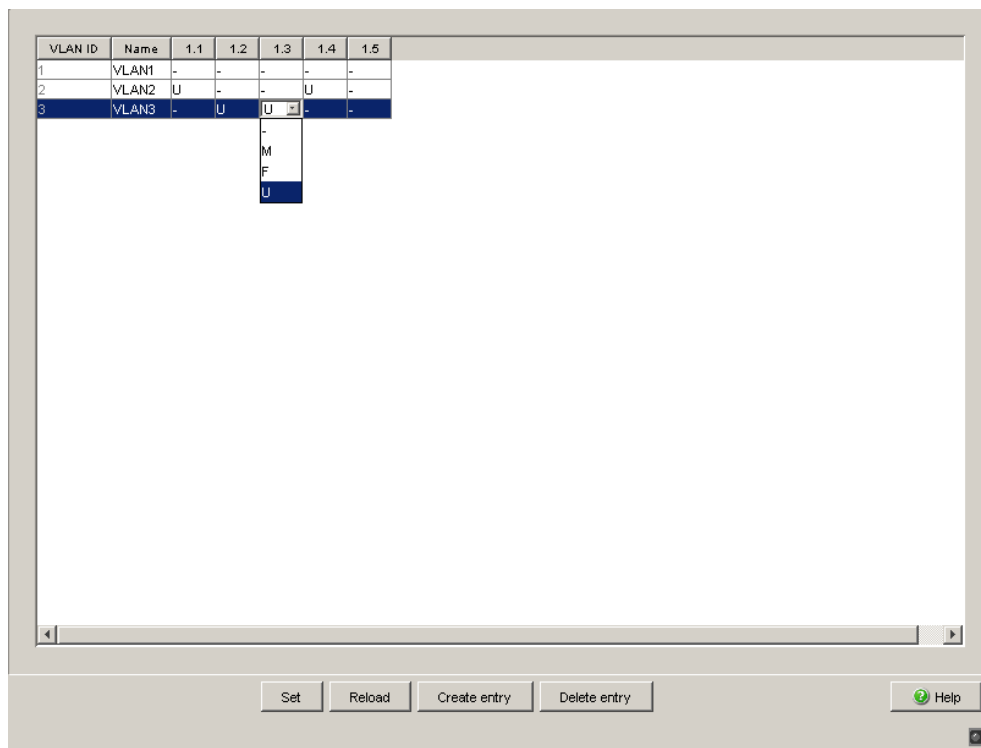 VLAN ID Name 1.1 1.2 1.3 1.4 1.5
1 VLAN1 - - - - -
2 VLAN2 U - - U -
3 VLAN3 - U U - -
-
M
F
U
Set Reload Create entry Delete entry Help